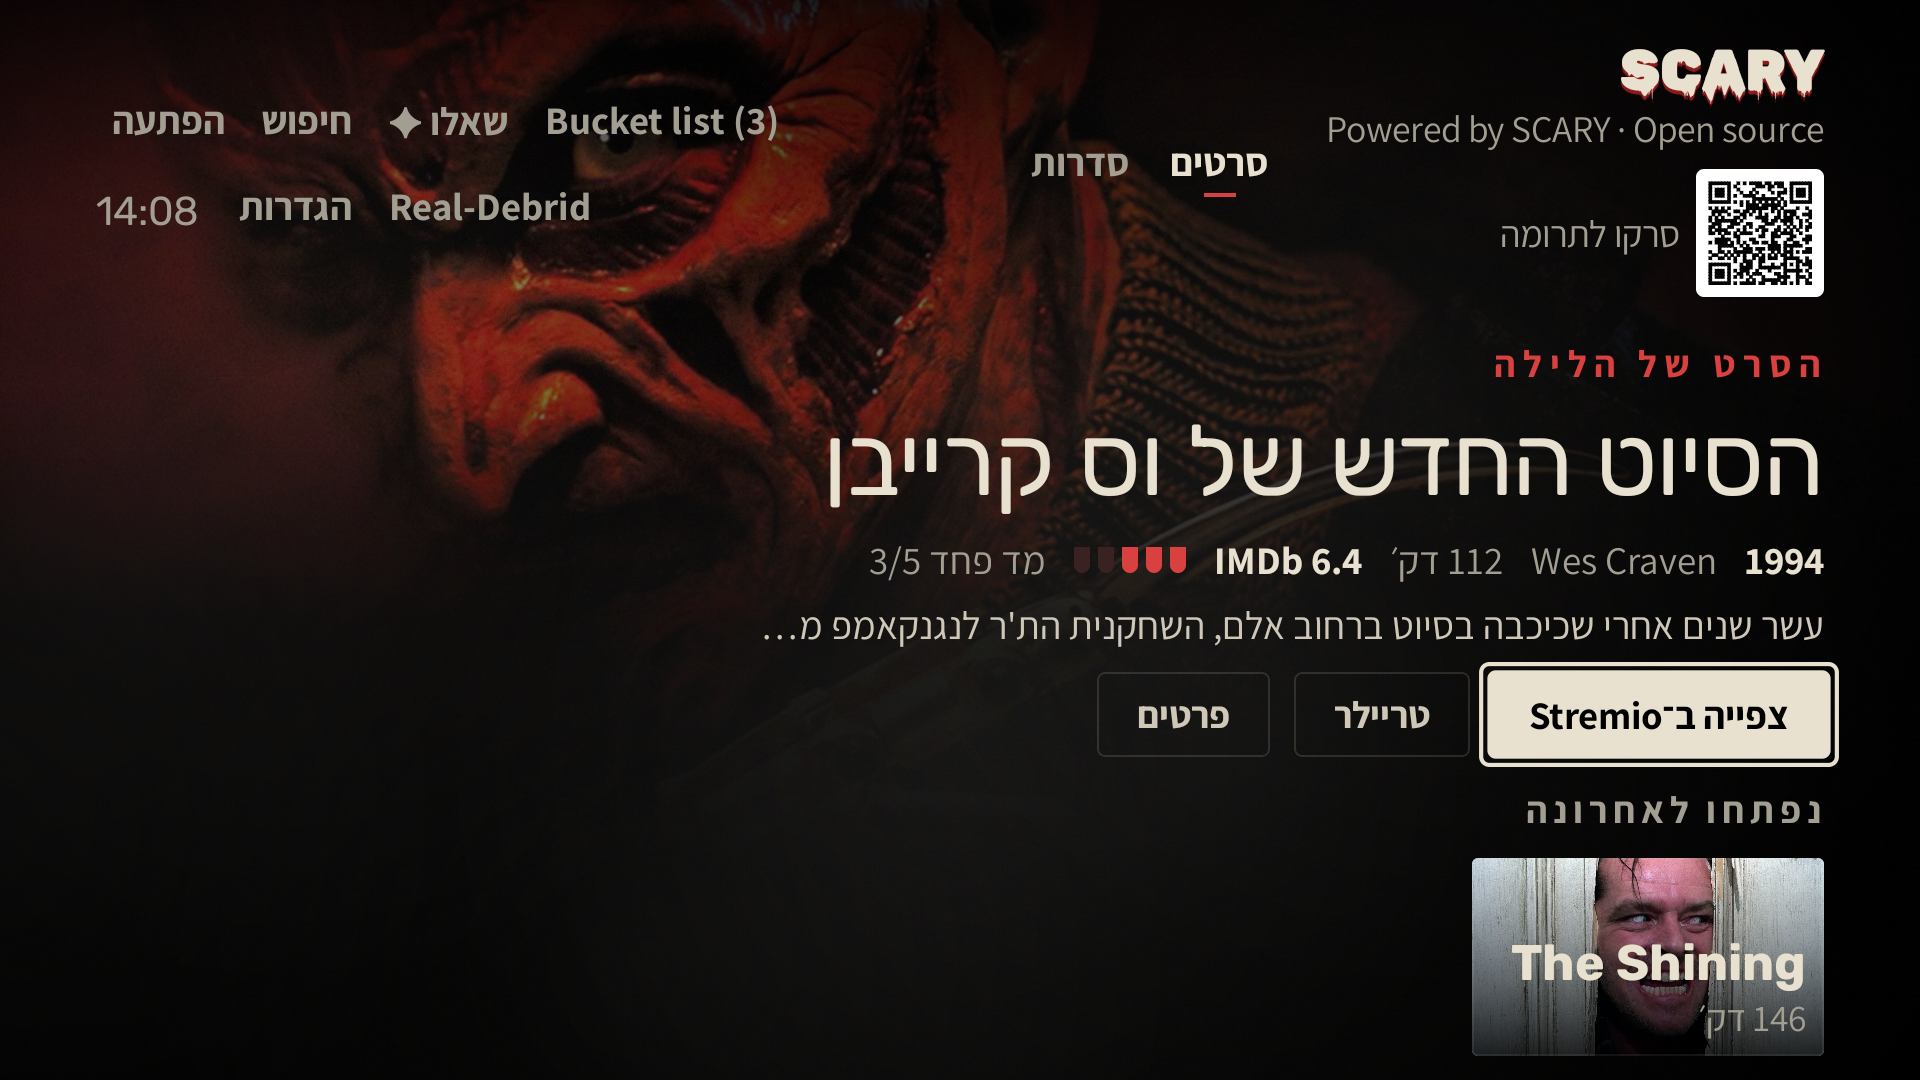 SCARY
Powered by SCARY · Open source
סרקו לתרומה
סרטים סדרות
Bucket list (3) שאלו חיפוש הפתעה
Real-Debrid הגדרות 14:08
הסרט של הלילה
הסיוט החדש של וס קרייבן
1994 Wes Craven 112 דק׳ IMDb 6.4 מד פחד 3/5
עשר שנים אחרי שכיכבה בסיוט ברחוב אלם, השחקנית הת'ר לנגנקאמפ מ…
צפייה ב־Stremio טריילר פרטים
נפתחו לאחרונה
The Shining
146 דק׳